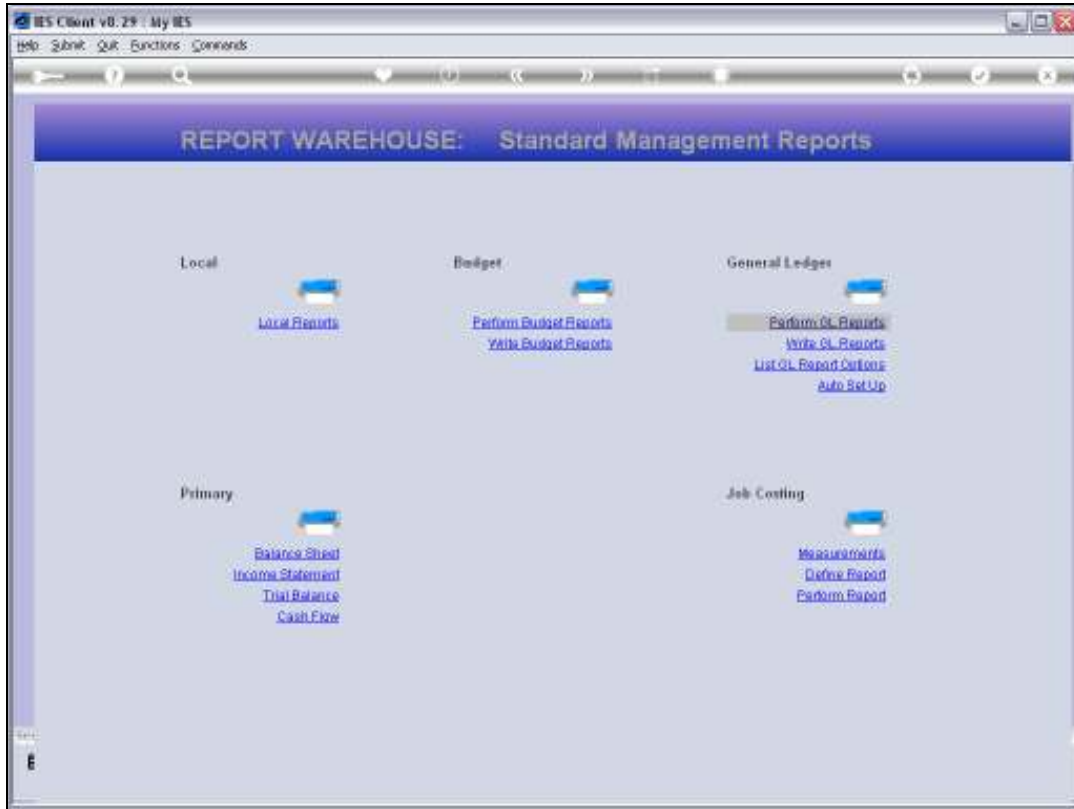 IES Client v8.29 : My IES
Help Submit Quit Functions Commands
REPORT WAREHOUSE: Standard Management Reports
Local
Local Reports
Budget
Perform Budget Reports
Write Budget Reports
General Ledger
Perform GL Reports
Write GL Reports
List GL Report Options
Auto Set Up
Primary
Balance Sheet
Income Statement
Trial Balance
Cash Flow
Job Costing
Measurements
Define Report
Perform Report